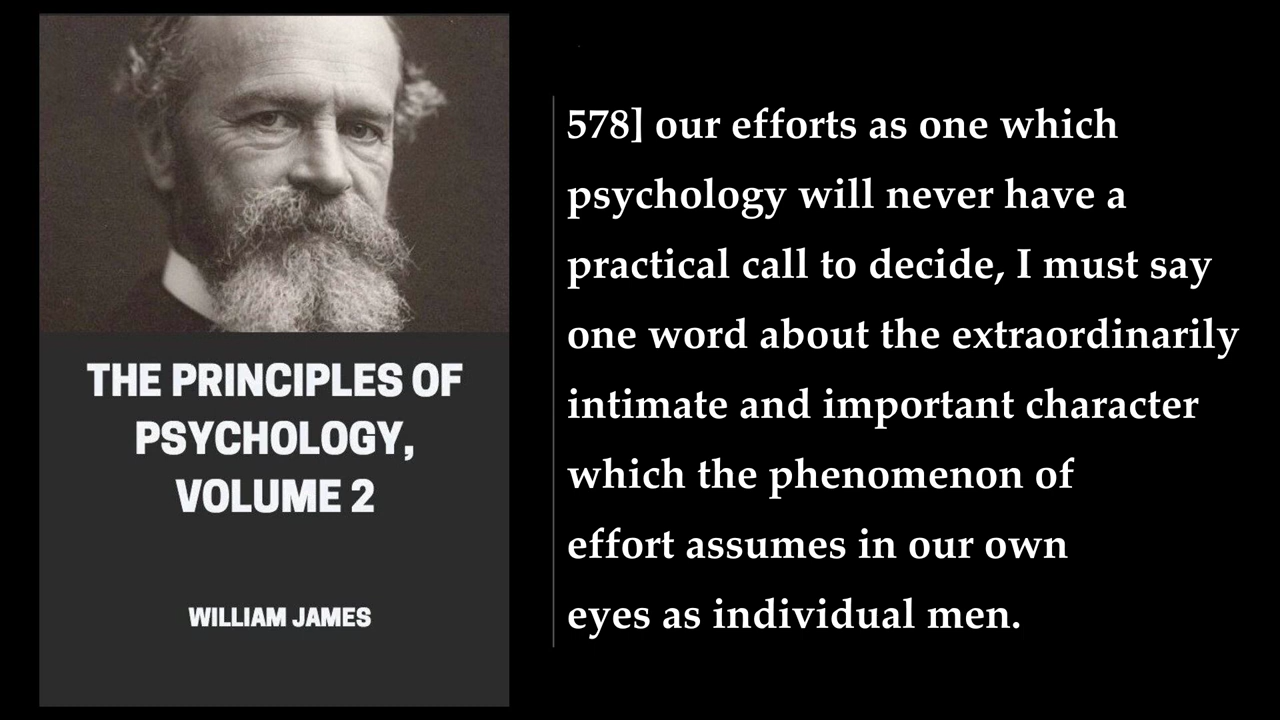 THE PRINCIPLES OF
PSYCHOLOGY,
VOLUME 2
WILLIAM JAMES
578] our efforts as one which
psychology will never have a
practical call to decide, I must say
one word about the extraordinarily
intimate and important character
which the phenomenon of
effort assumes in our own
eyes as individual men.